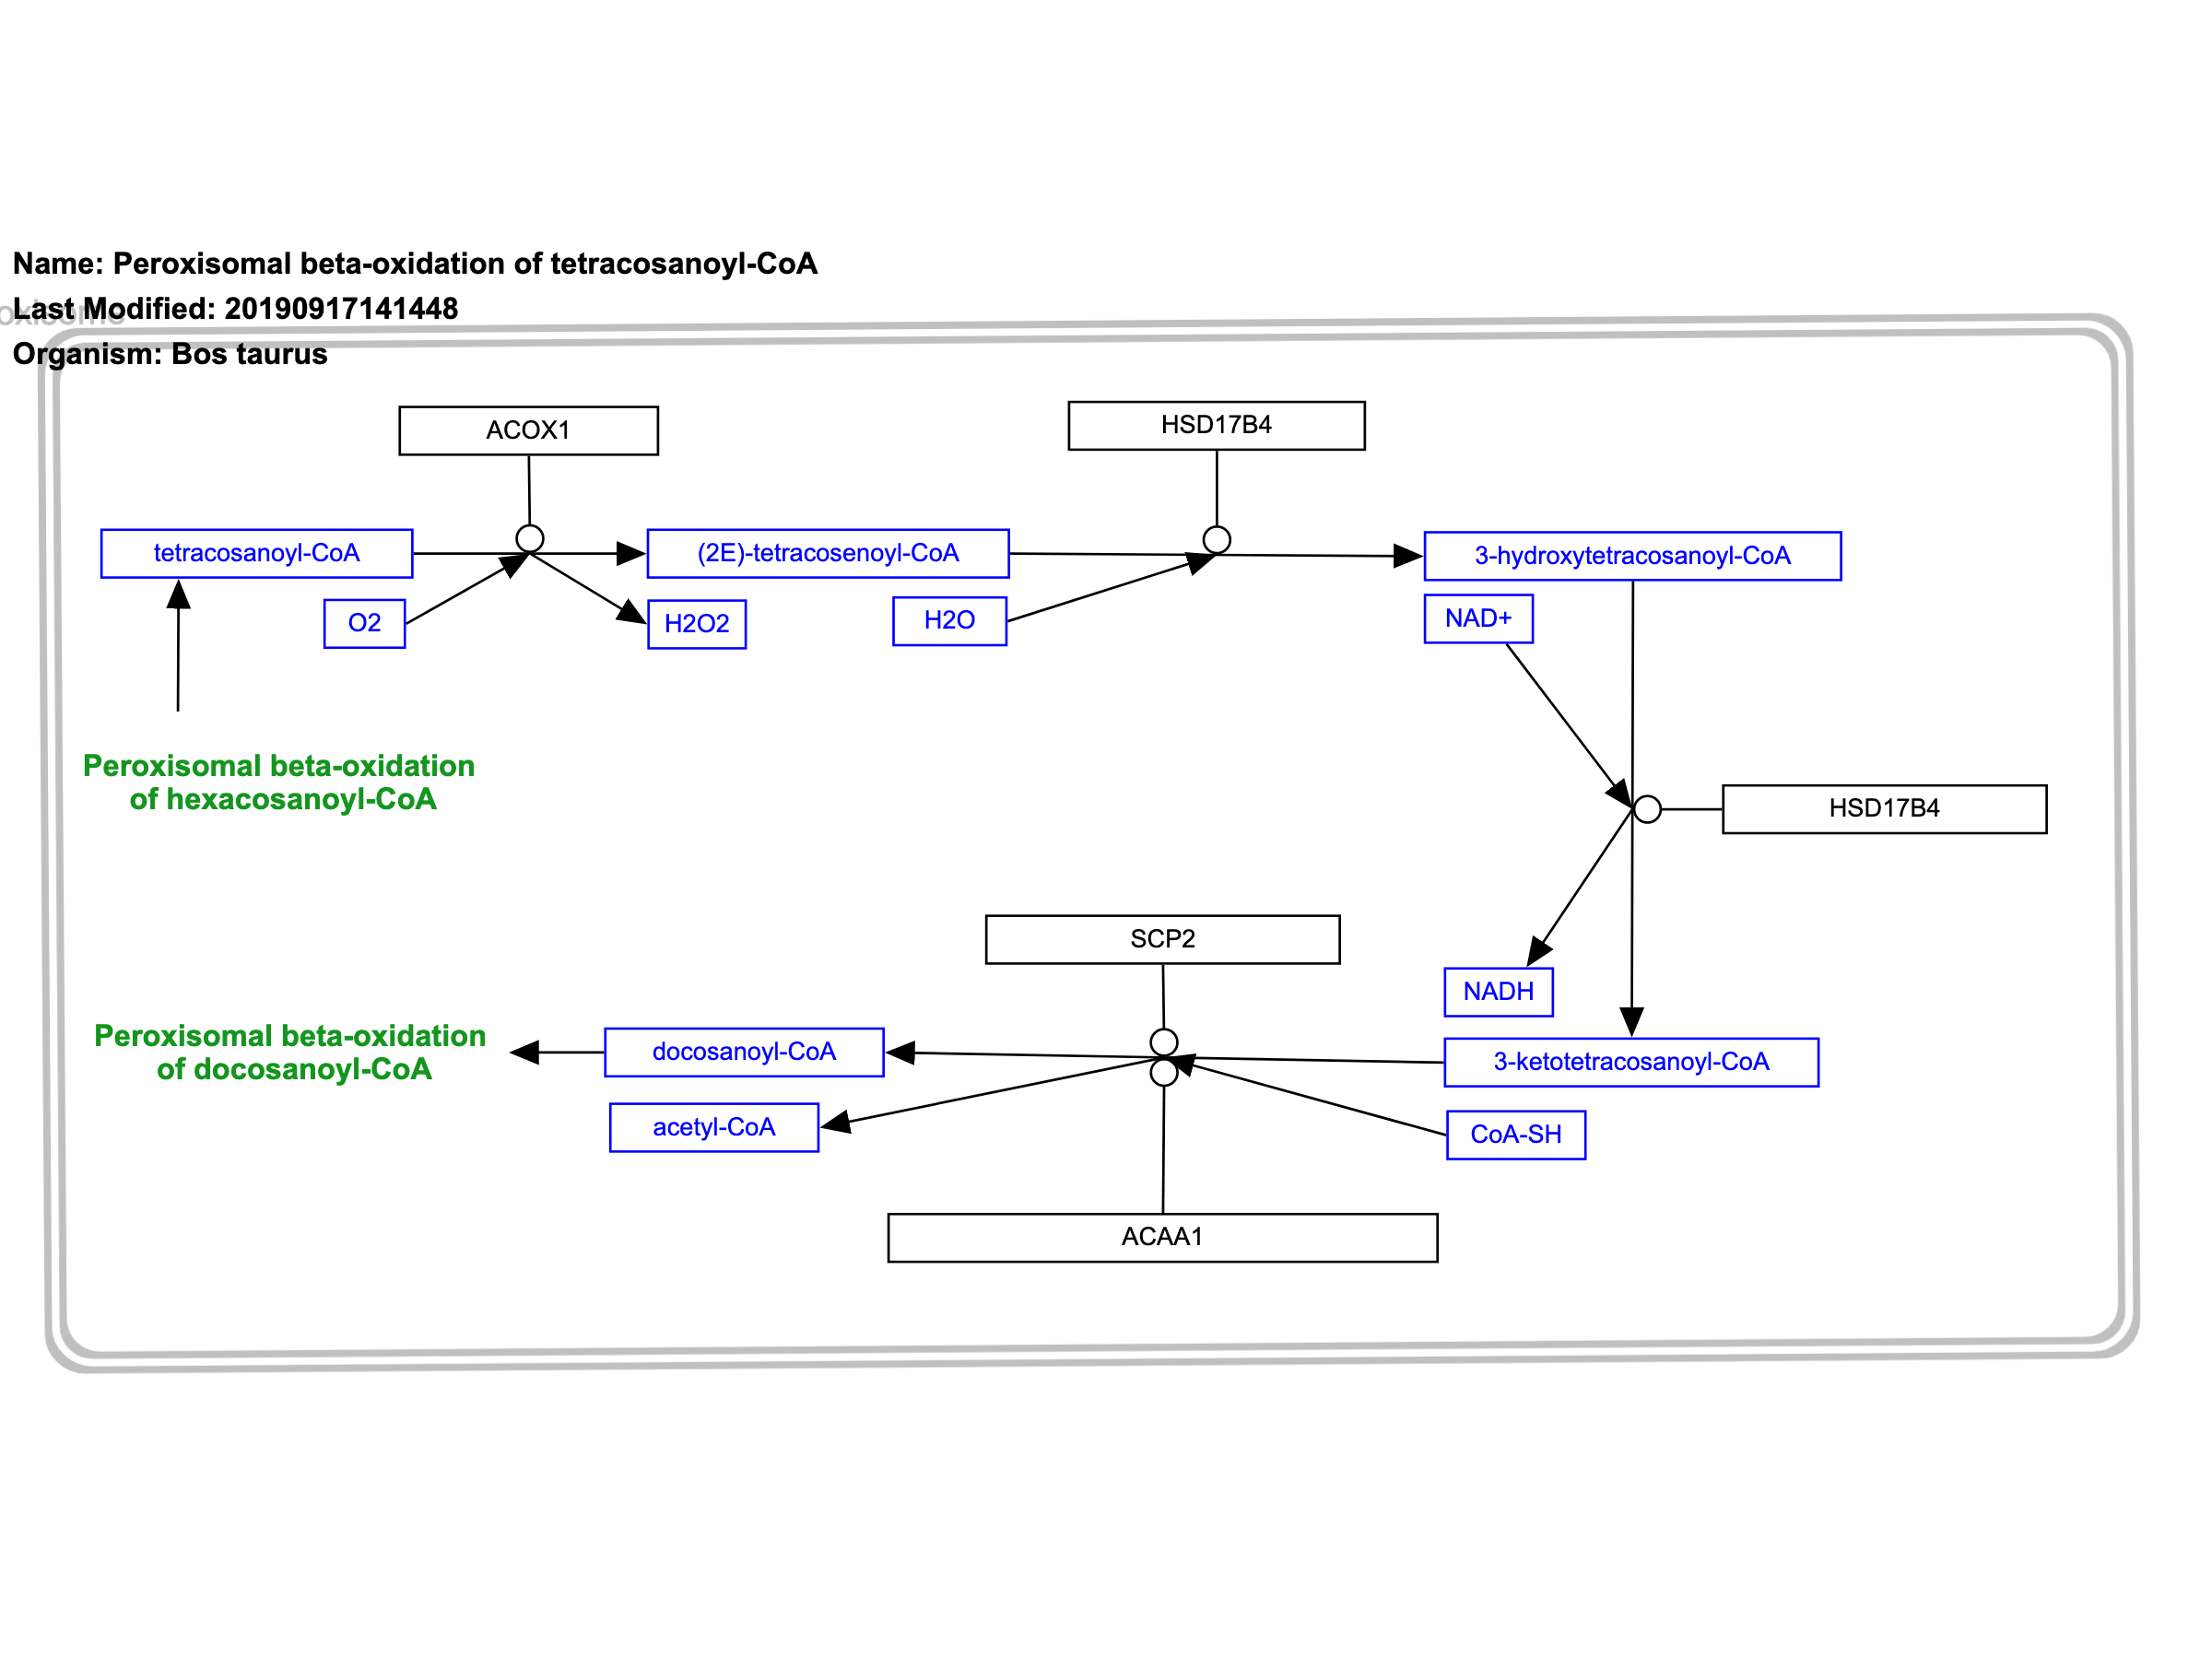 Name: Peroxisomal beta-oxidation of tetracosanoyl-CoA
Last Modified: 20190917141448
Organism: Bos taurus
ACOX1
HSD17B4
tetracosanoyl-CoA
(2E)-tetracosenoyl-CoA
3-hydroxytetracosanoyl-CoA
O2
H2O2
H2O
NAD+
Peroxisomal beta-oxidation
of hexacosanoyl-CoA
HSD17B4
SCP2
NADH
Peroxisomal beta-oxidation
of docosanoyl-CoA
docosanoyl-CoA
3-ketotetracosanoyl-CoA
acetyl-CoA
CoA-SH
ACAA1